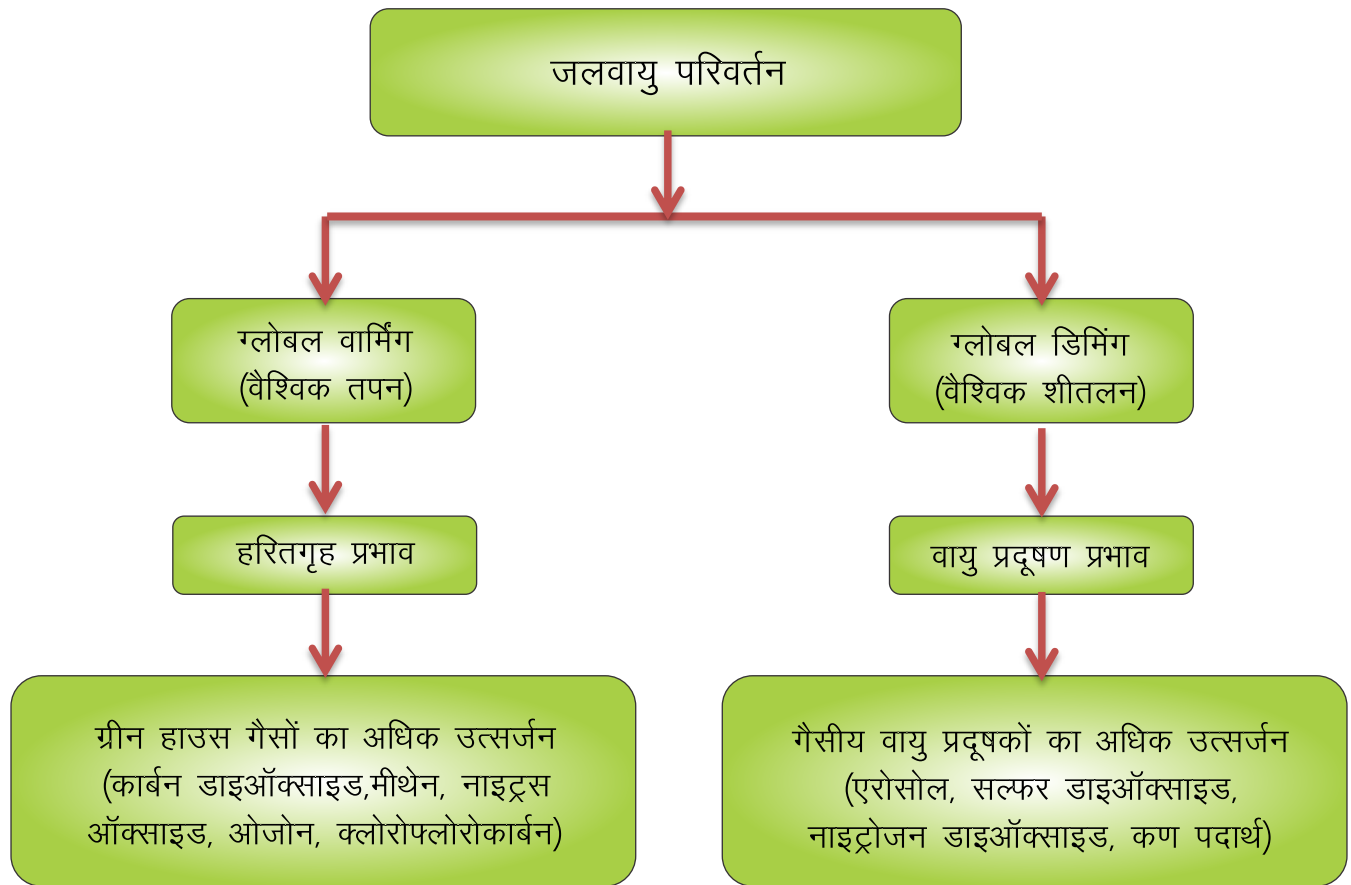 जलवायु परिवर्तन
ग्लोबल वार्मिंग
(वैश्विक तपन)
ग्लोबल डिमिंग
(वैश्विक शीतलन)
हरितगृह प्रभाव
वायु प्रदूषण प्रभाव
ग्रीन हाउस गैसों का अधिक उत्सर्जन
(कार्बन डाइऑक्साइड,मीथेन, नाइट्रस
ऑक्साइड, ओजोन, क्लोरोफ्लोरोकार्बन)
गैसीय वायु प्रदूषकों का अधिक उत्सर्जन
(एरोसोल, सल्फर डाइऑक्साइड,
नाइट्रोजन डाइऑक्साइड, कण पदार्थ)